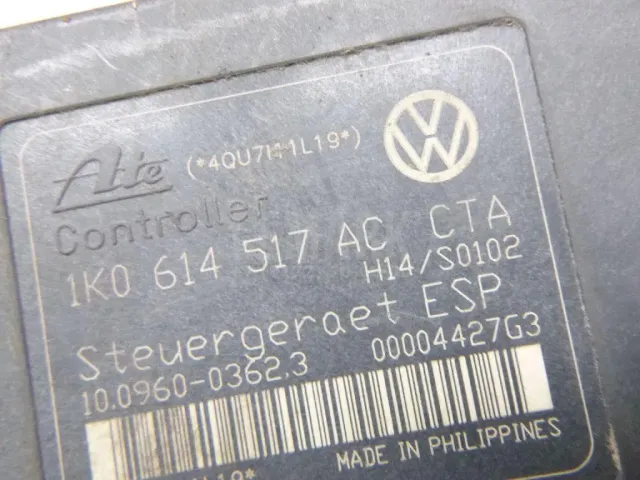 Ate (*4QU7M11L19*)
Controller
1K0 614 517 AC CTA
H14/S0102
Steuergeraet ESP
10.0960-0362.3 00004427G3
MADE IN PHILIPPINES